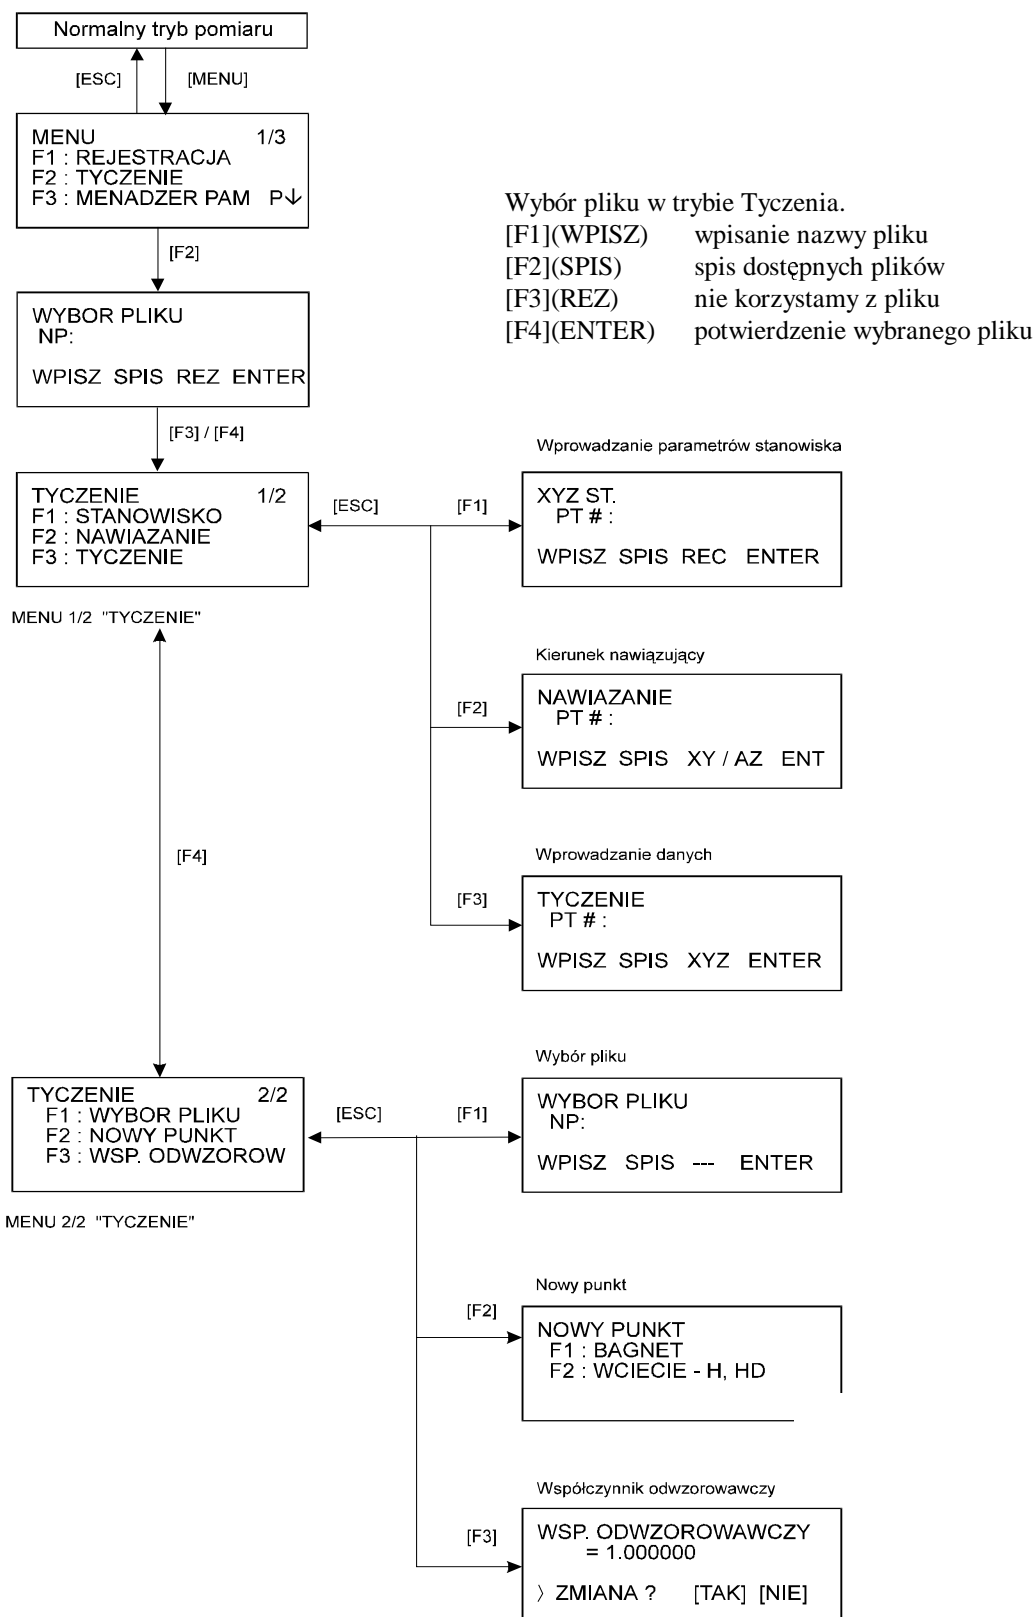 Normalny tryb pomiaru
[ESC] [MENU]
MENU 1/3
F1 : REJESTRACJA
F2 : TYCZENIE
F3 : MENADZER PAM P↓
Wybór pliku w trybie Tyczenia.
[F1](WPISZ) wpisanie nazwy pliku
[F2](SPIS) spis dostępnych plików
[F3](REZ) nie korzystamy z pliku
[F4](ENTER) potwierdzenie wybranego pliku
[F2]
WYBOR PLIKU
NP:
WPISZ SPIS REZ ENTER
[F3] / [F4]
TYCZENIE 1/2
F1 : STANOWISKO
F2 : NAWIAZANIE
F3 : TYCZENIE
MENU 1/2 "TYCZENIE"
[ESC] [F1]
Wprowadzanie parametrów stanowiska
XYZ ST.
PT # :
WPISZ SPIS REC ENTER
[F2]
Kierunek nawiązujący
NAWIAZANIE
PT # :
WPISZ SPIS XY / AZ ENT
[F4]
[F3]
Wprowadzanie danych
TYCZENIE
PT # :
WPISZ SPIS XYZ ENTER
TYCZENIE 2/2
F1 : WYBOR PLIKU
F2 : NOWY PUNKT
F3 : WSP. ODWZOROW
MENU 2/2 "TYCZENIE"
[ESC] [F1]
Wybór pliku
WYBOR PLIKU
NP:
WPISZ SPIS --- ENTER
[F2]
Nowy punkt
NOWY PUNKT
F1 : BAGNET
F2 : WCIECIE - H, HD
[F3]
Współczynnik odwzorowawczy
WSP. ODWZOROWAWCZY
= 1.000000
〉 ZMIANA ? [TAK] [NIE]